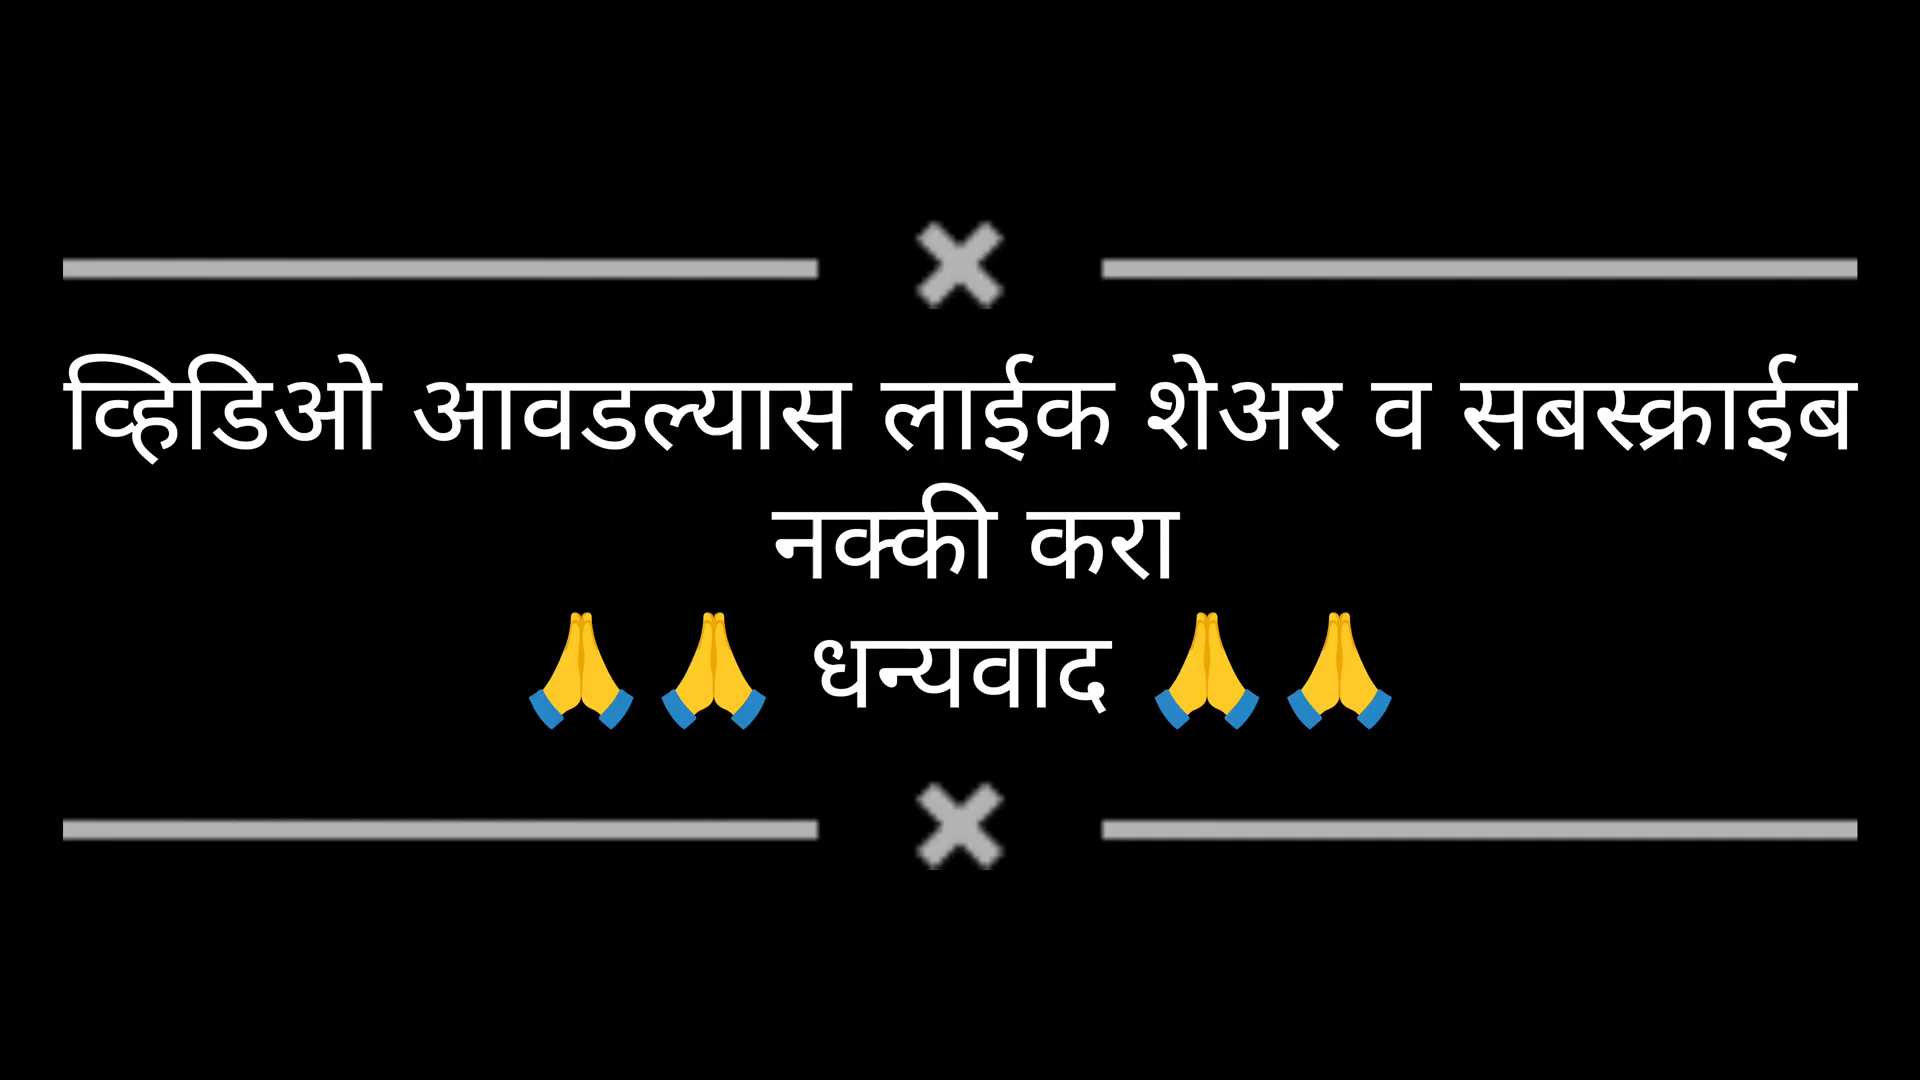 व्हिडिओ आवडल्यास लाईक शेअर व सबस्क्राईब
नक्की करा
🙏🙏 धन्यवाद 🙏🙏